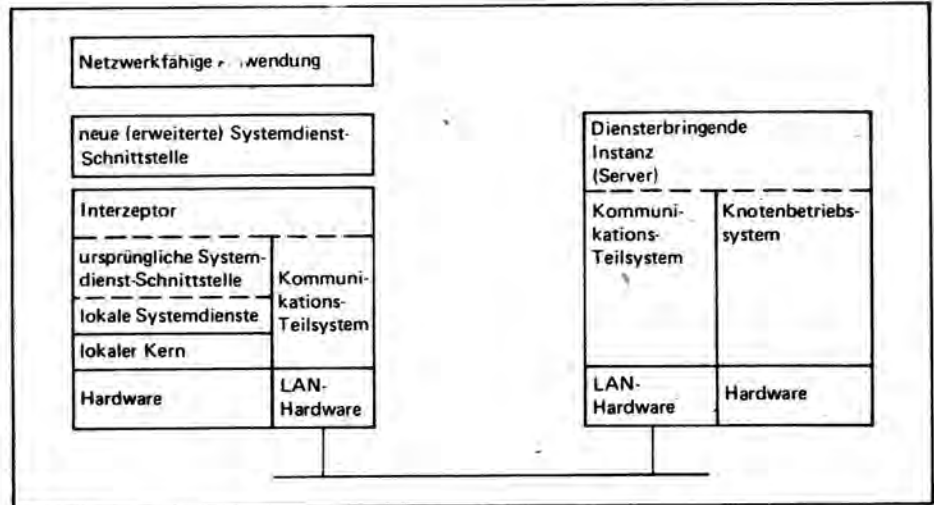 Netzwerkfähige
neue (erweiterte) Systemdienst-
Schnittstelle
Interzeptor
ursprüngliche System-
dienst-Schnittstelle
lokale Systemdienste
lokaler Kern
Kommuni-
kations-
Teilsystem
Hardware
LAN-
Hardware
Diensterbringende
Instanz
(Server)
Kommuni-
kations-
Teilsystem
Knotenbetriebs-
system
LAN-
Hardware
Hardware